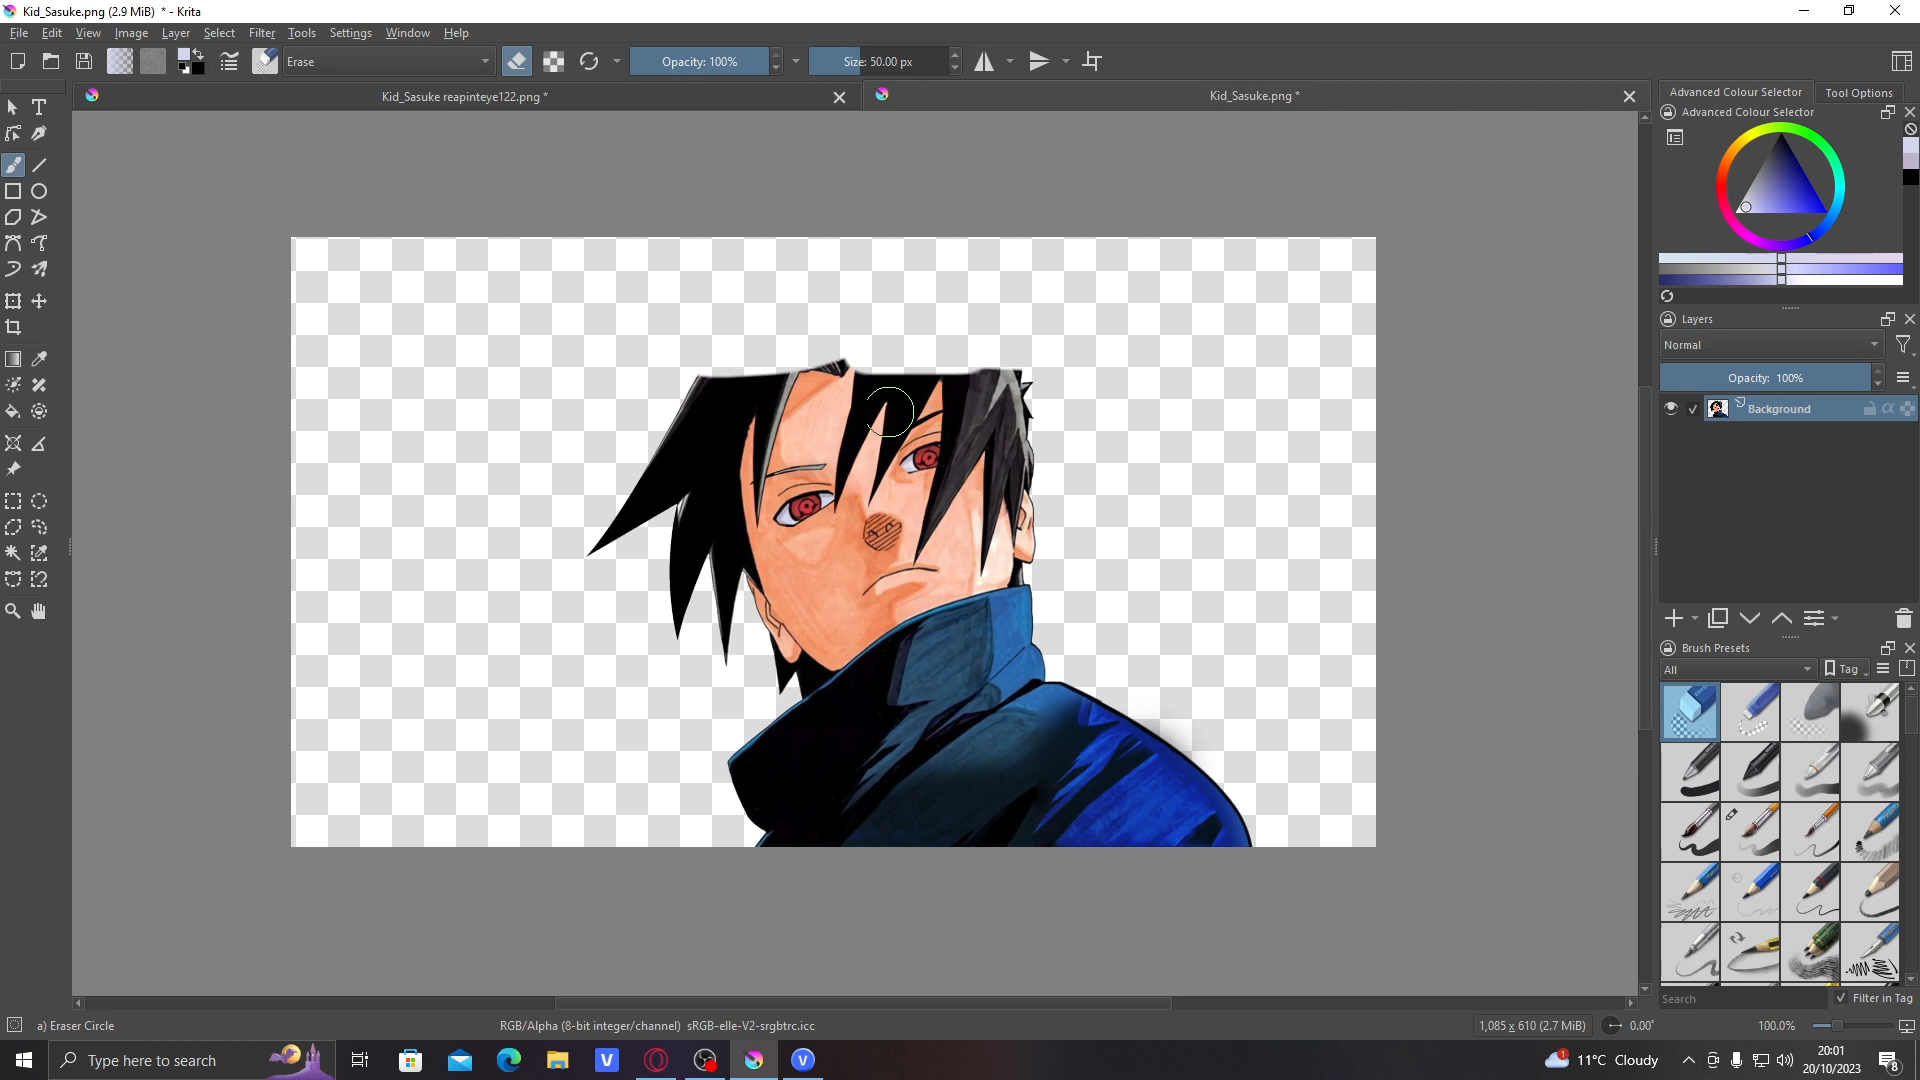 Kid_Sasuke.png (2.9 MiB) * - Krita
File Edit View Image Layer Select Filter Tools Settings Window Help
Erase Opacity: 100% Size: 50.00 px
Kid_Sasuke reapinteye122.png * Kid_Sasuke.png *
Advanced Colour Selector Tool Options
Advanced Colour Selector
Layers
Normal
Opacity: 100%
Background
Brush Presets
All Tag
Search Filter in Tag
a) Eraser Circle RGB/Alpha (8-bit integer/channel) sRGB-elle-V2-srgbtrc.icc 1,085 x 610 (2.7 MiB) 0.00° 100.0%
Type here to search 1 11°C Cloudy 20:01
20/10/2023 8